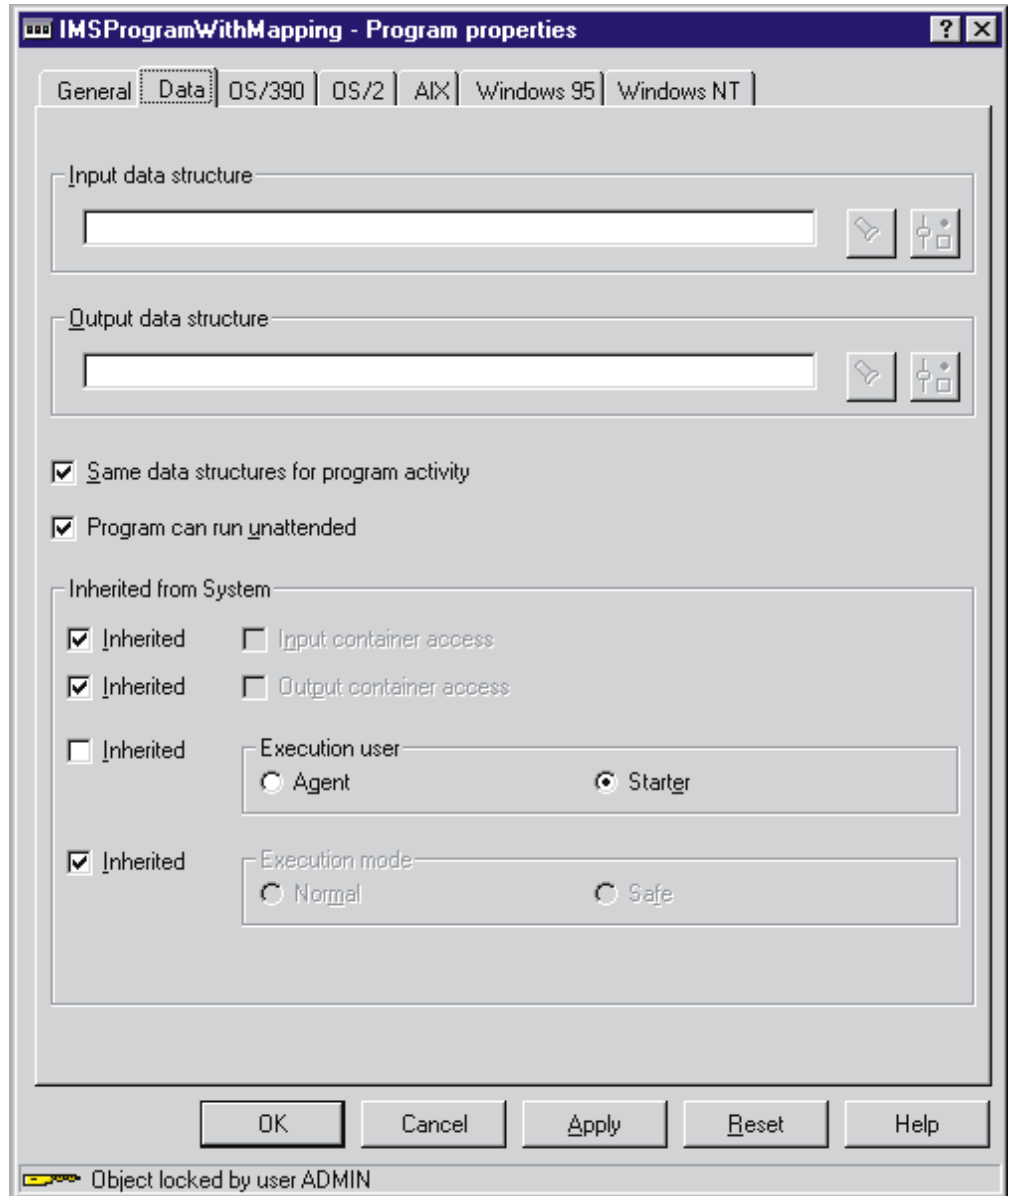 IMSProgramWithMapping - Program properties
General Data OS/390 OS/2 AIX Windows 95 Windows NT
Input data structure
Output data structure
Same data structures for program activity
Program can run unattended
Inherited from System
Inherited Input container access
Inherited Output container access
Inherited Execution user
Agent Starter
Inherited Execution mode
Normal Safe
OK Cancel Apply Reset Help
Object locked by user ADMIN